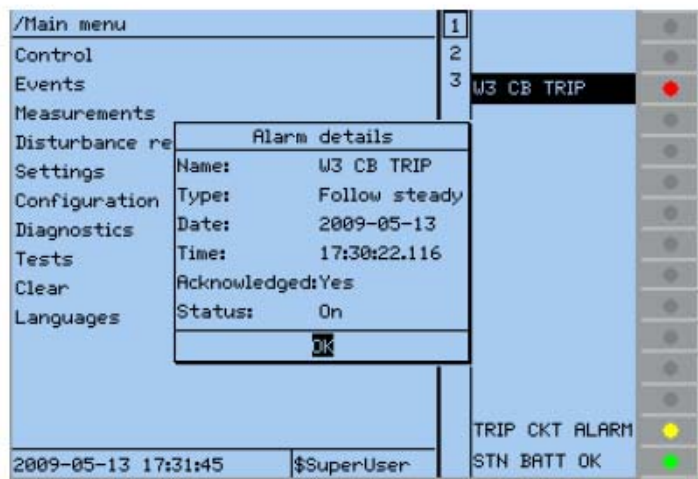 /Main menu
Control
Events
Measurements
Disturbance re
Settings
Configuration
Diagnostics
Tests
Clear
Languages
Alarm details
Name: W3 CB TRIP
Type: Follow steady
Date: 2009-05-13
Time: 17:30:22.116
Acknowledged:Yes
Status: On
OK
2009-05-13 17:31:45
$SuperUser
1
2
3
W3 CB TRIP
TRIP CKT ALARM
STN BATT OK